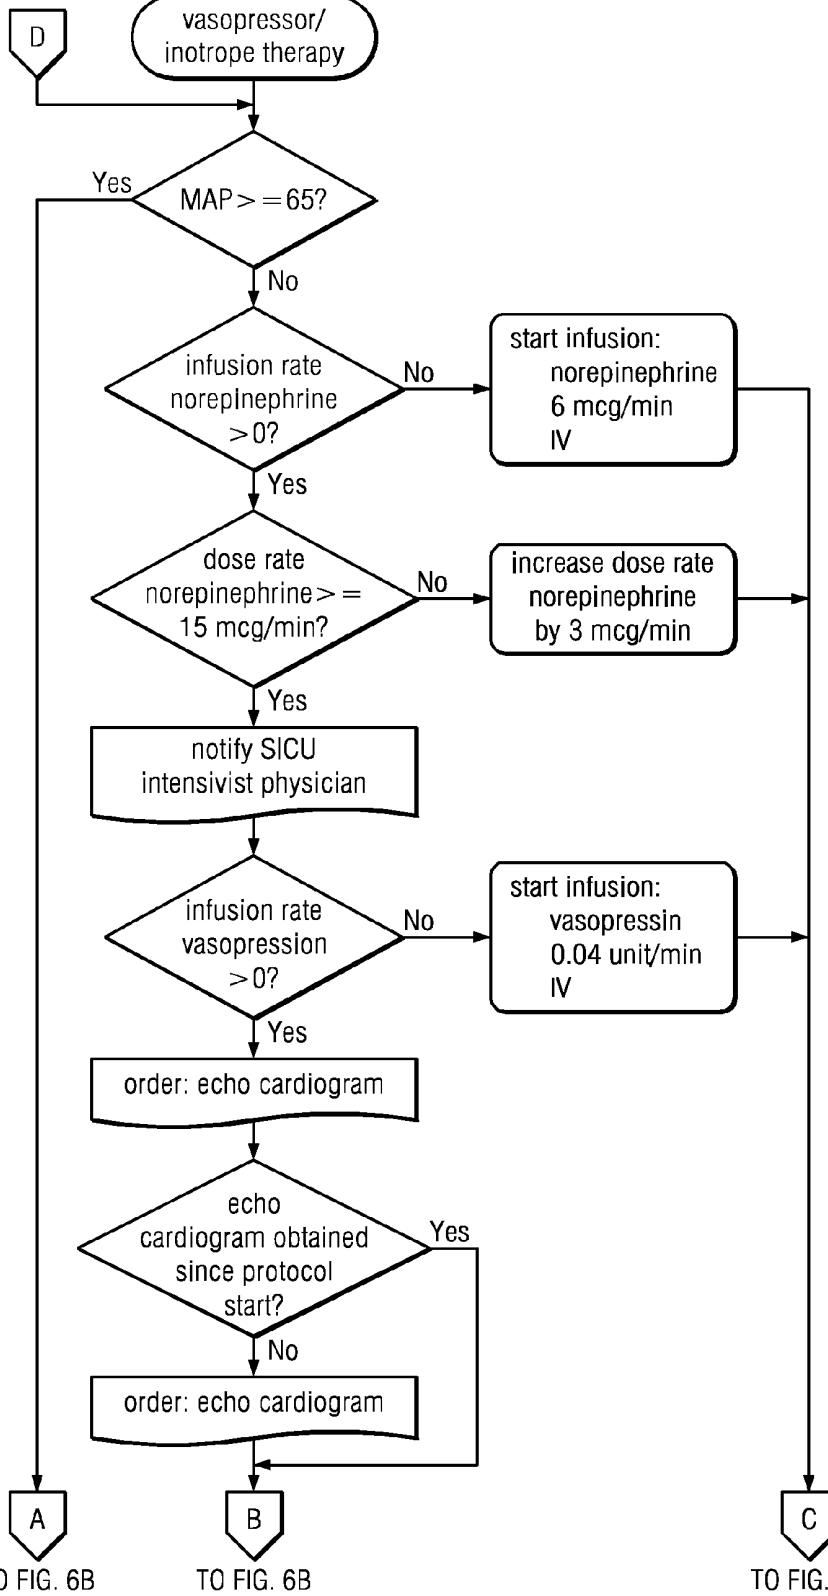 D
vasopressor/
inotrope therapy
Yes
MAP > = 65?
No
infusion rate
norepinephrine
> 0?
No
start infusion:
norepinephrine
6 mcg/min
IV
Yes
dose rate
norepinephrine > =
15 mcg/min?
No
increase dose rate
norepinephrine
by 3 mcg/min
Yes
notify SICU
intensivist physician
infusion rate
vasopression
> 0?
No
start infusion:
vasopressin
0.04 unit/min
IV
Yes
order: echo cardiogram
echo
cardiogram obtained
since protocol
start?
Yes
No
order: echo cardiogram
A
B
C
O FIG. 6B
TO FIG. 6B
TO FIG.